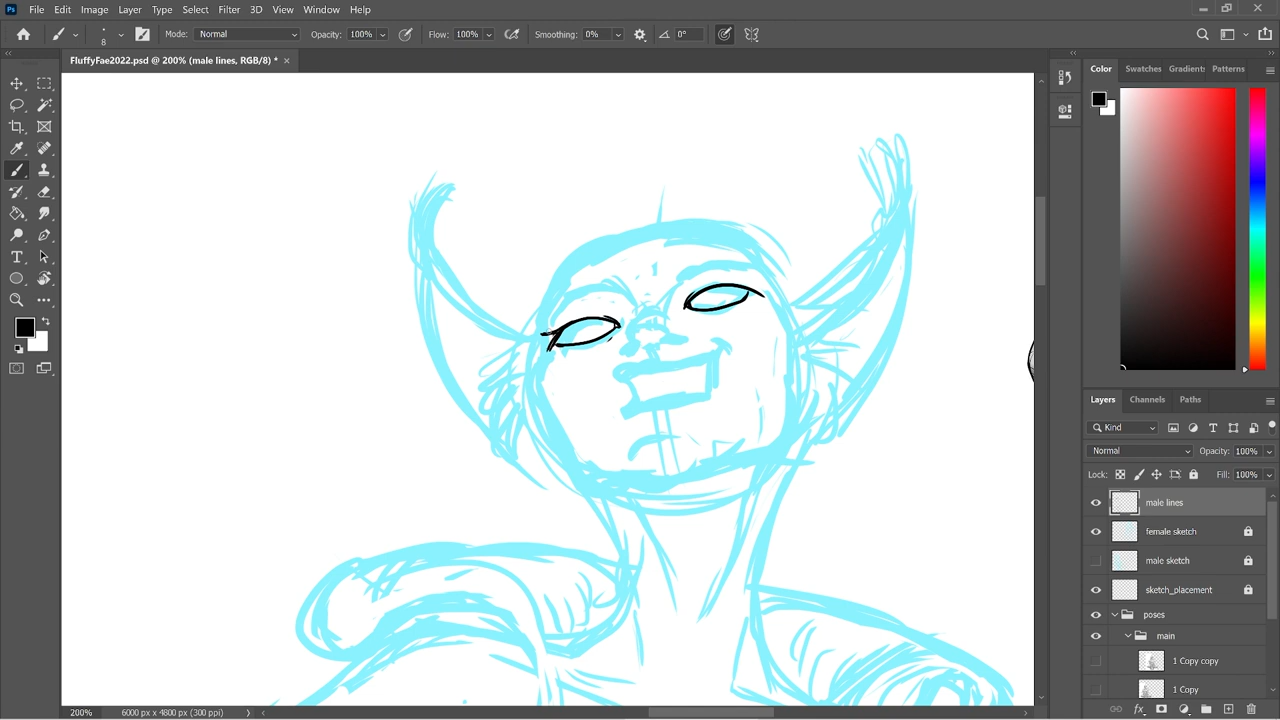 Ps File Edit Image Layer Type Select Filter 3D View Window Help
8 Mode: Normal Opacity: 100% Flow: 100% Smoothing: 0% 0°
FluffyFae2022.psd @ 200% (male lines, RGB/8) *
Color Swatches Gradients Patterns
Layers Channels Paths
Kind
Normal Opacity: 100%
Lock: Fill: 100%
male lines
female sketch
male sketch
sketch_placement
poses
main
1 Copy copy
1 Copy
200% 6000 px x 4800 px (300 ppi)